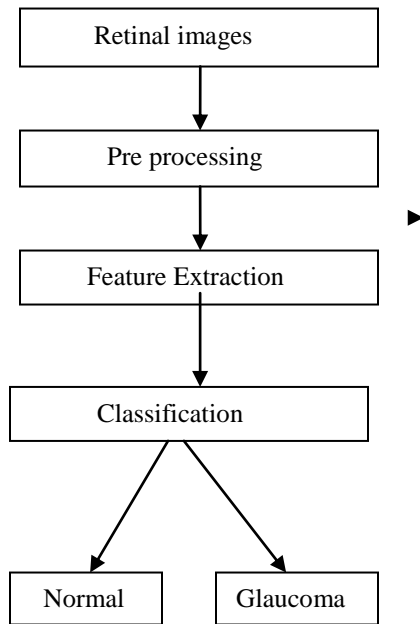 Retinal images
Pre processing
Feature Extraction
Classification
Normal
Glaucoma